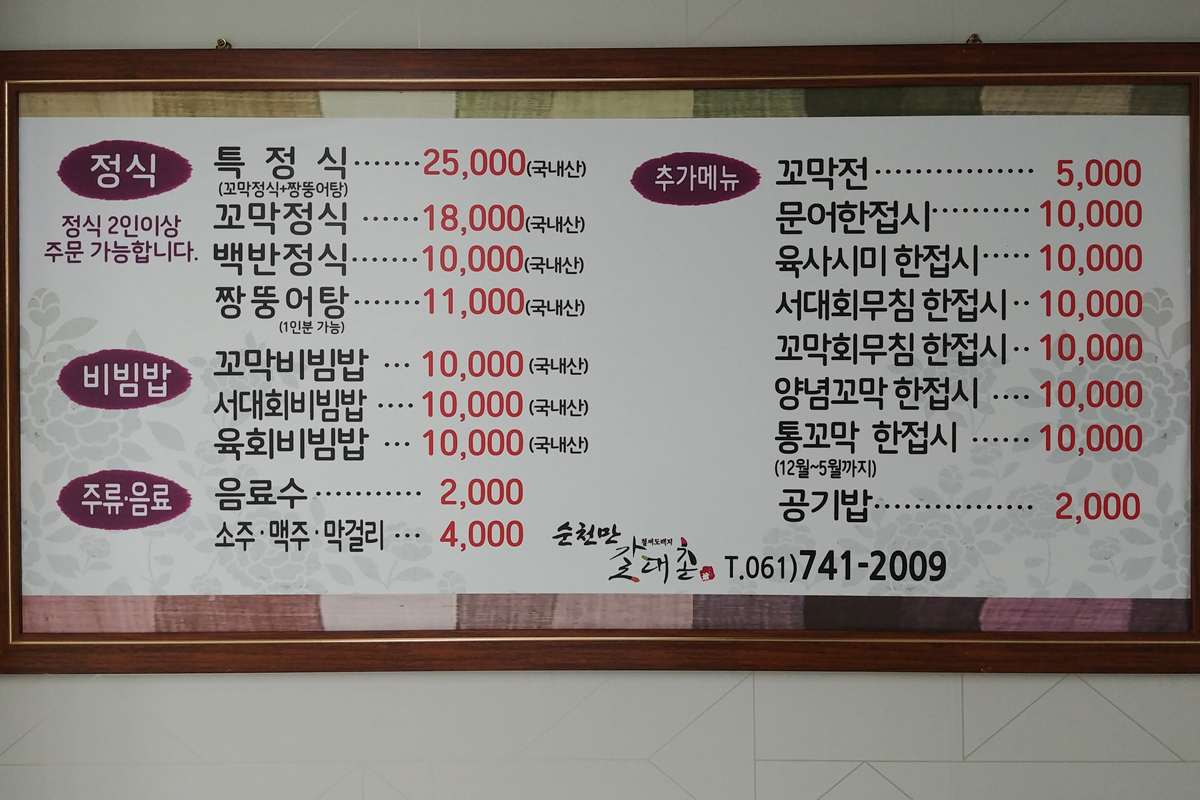 정식
정식 2인이상
주문 가능합니다.
특 정 식 ······· 25,000 (국내산)
(꼬막정식+짱뚱어탕)
꼬막정식 ······ 18,000 (국내산)
백반정식 ······· 10,000 (국내산)
짱뚱어탕 ······· 11,000 (국내산)
(1인분 가능)
비빔밥
꼬막비빔밥 ··· 10,000 (국내산)
서대회비빔밥 ···· 10,000 (국내산)
육회비빔밥 ··· 10,000 (국내산)
주류·음료
음료수 ··········· 2,000
소주·맥주·막걸리 ··· 4,000
추가메뉴
꼬막전 ················ 5,000
문어한접시 ·········· 10,000
육사시미 한접시 ····· 10,000
서대회무침 한접시 ·· 10,000
꼬막회무침 한접시 ·· 10,000
양념꼬막 한접시 ···· 10,000
통꼬막 한접시 ······ 10,000
(12월~5월까지)
공기밥 ················ 2,000
순천만
갈대촌
T.061)741-2009